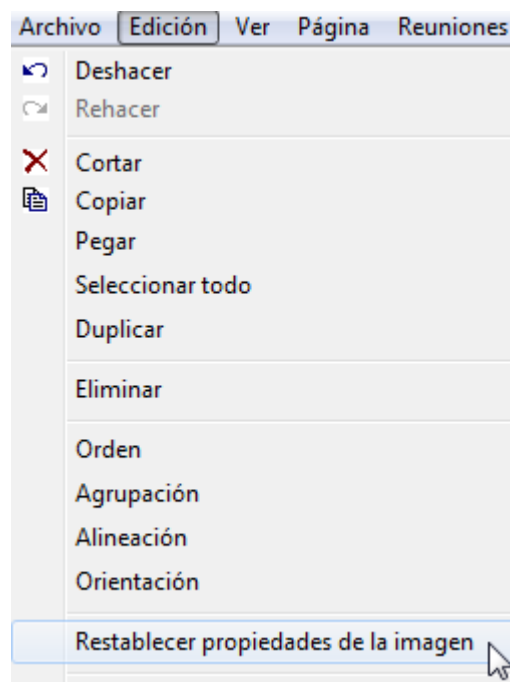 Archivo Edición Ver Página Reuniones
Deshacer
Rehacer
Cortar
Copiar
Pegar
Seleccionar todo
Duplicar
Eliminar
Orden
Agrupación
Alineación
Orientación
Restablecer propiedades de la imagen